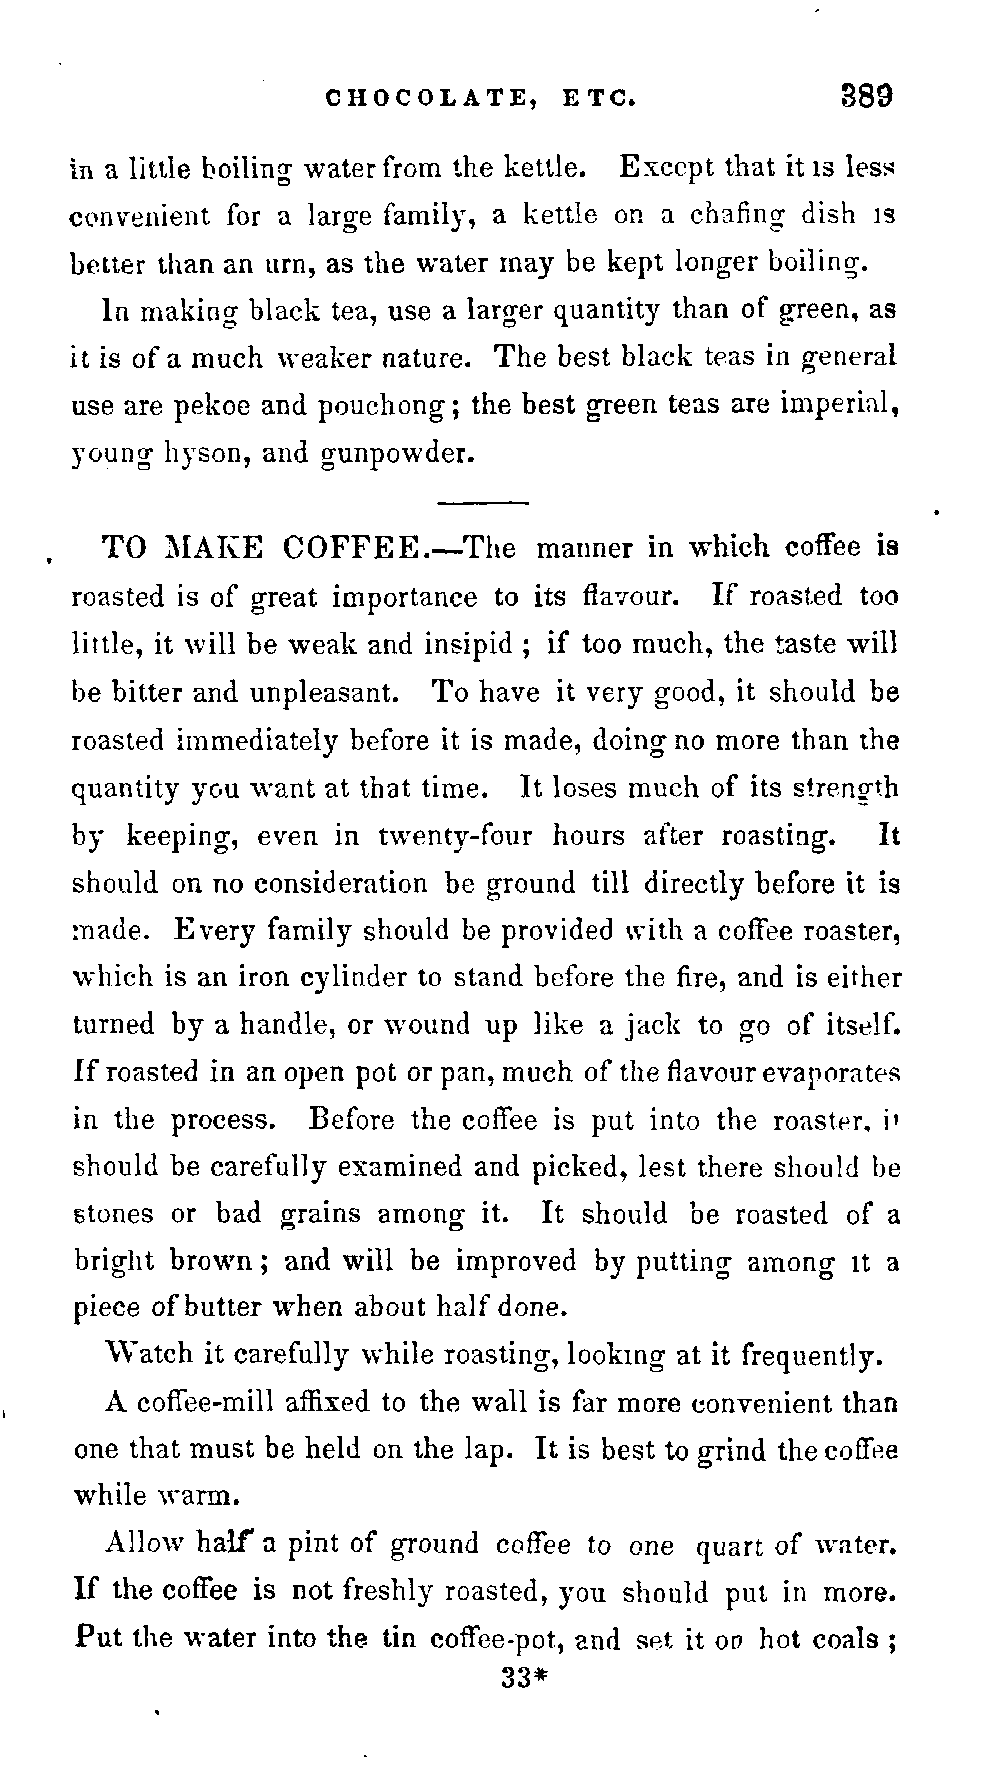 CHOCOLATE, ETC. 389
in a little boiling water from the kettle. Except that it is less
convenient for a large family, a kettle on a chafing dish is
better than an urn, as the water may be kept longer boiling.
In making black tea, use a larger quantity than of green, as
it is of a much weaker nature. The best black teas in general
use are pekoe and pouchong; the best green teas are imperial,
young hyson, and gunpowder.
TO MAKE COFFEE.—The manner in which coffee is
roasted is of great importance to its flavour. If roasted too
little, it will be weak and insipid; if too much, the taste will
be bitter and unpleasant. To have it very good, it should be
roasted immediately before it is made, doing no more than the
quantity you want at that time. It loses much of its strength
by keeping, even in twenty-four hours after roasting. It
should on no consideration be ground till directly before it is
made. Every family should be provided with a coffee roaster,
which is an iron cylinder to stand before the fire, and is either
turned by a handle, or wound up like a jack to go of itself.
If roasted in an open pot or pan, much of the flavour evaporates
in the process. Before the coffee is put into the roaster, it
should be carefully examined and picked, lest there should be
stones or bad grains among it. It should be roasted of a
bright brown; and will be improved by putting among it a
piece of butter when about half done.
Watch it carefully while roasting, looking at it frequently.
A coffee-mill affixed to the wall is far more convenient than
one that must be held on the lap. It is best to grind the coffee
while warm.
Allow half a pint of ground coffee to one quart of water.
If the coffee is not freshly roasted, you should put in more.
Put the water into the tin coffee-pot, and set it on hot coals;
33*